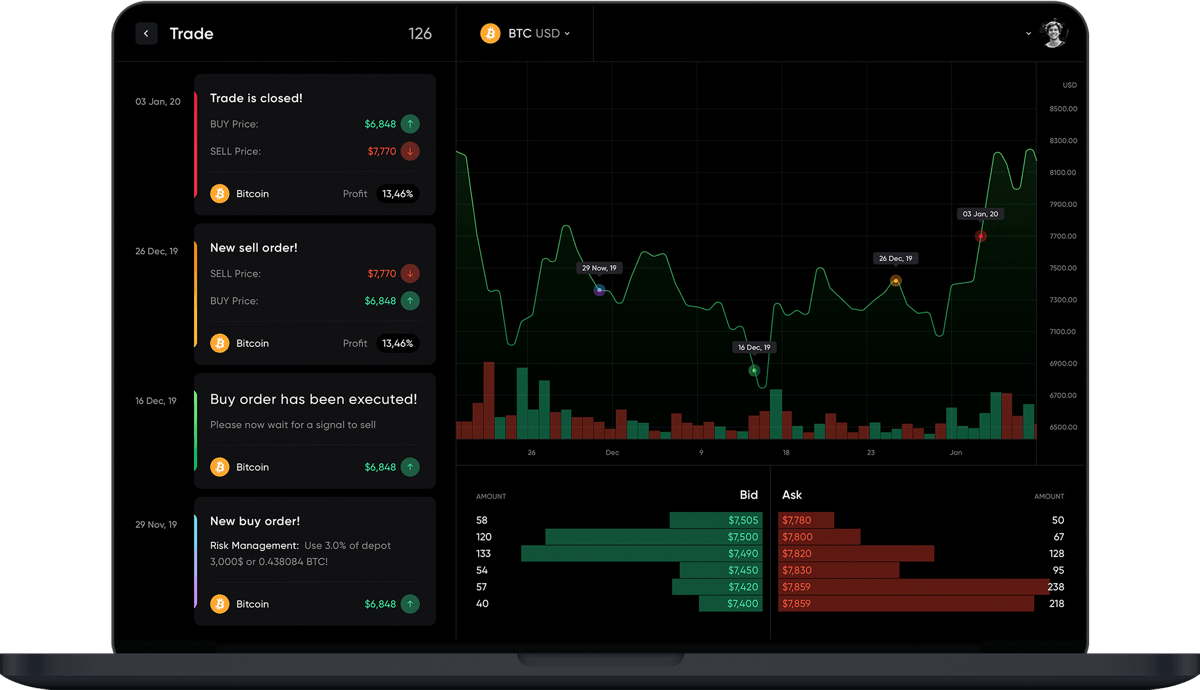 Trade
126
BTC USD
03 Jan, 20
Trade is closed!
BUY Price: $6,848
SELL Price: $7,770
Bitcoin Profit 13,46%
26 Dec, 19
New sell order!
SELL Price: $7,770
BUY Price: $6,848
Bitcoin Profit 13,46%
16 Dec, 19
Buy order has been executed!
Please now wait for a signal to sell
Bitcoin $6,848
29 Nov, 19
New buy order!
Risk Management: Use 3.0% of depot
3,000$ or 0.438084 BTC!
Bitcoin $6,848
USD
8500.00
8300.00
8100.00
7900.00
7700.00
7500.00
7300.00
7100.00
6900.00
6700.00
6500.00
29 Now, 19
16 Dec, 19
26 Dec, 19
03 Jan, 20
26 Dec 9 18 23 Jan
AMOUNT Bid Ask AMOUNT
58 $7,505 $7,780 50
120 $7,500 $7,800 67
133 $7,490 $7,820 128
54 $7,450 $7,830 95
57 $7,420 $7,859 238
40 $7,400 $7,859 218